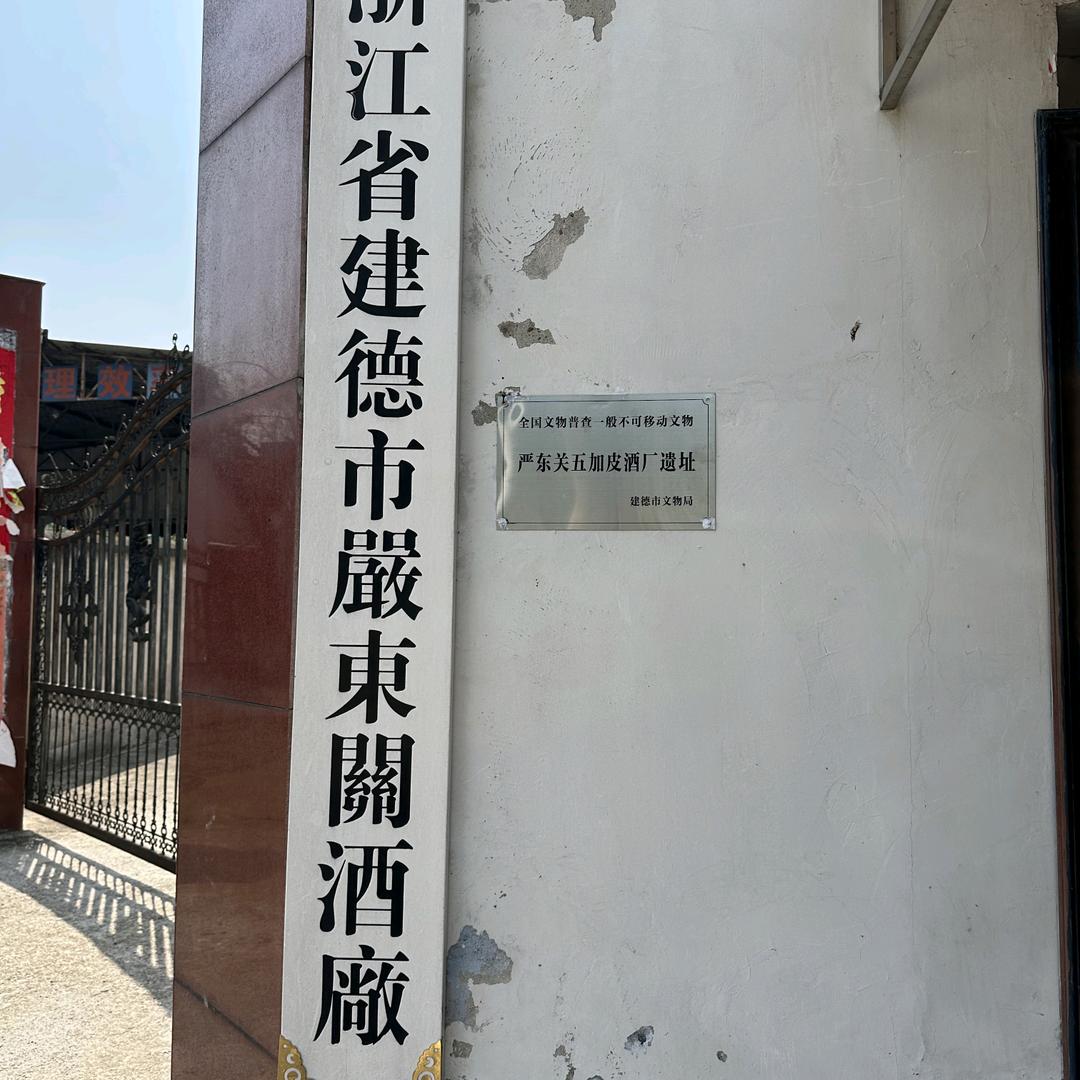 浙江省建德市嚴東關酒廠
全国文物普查一般不可移动文物
严东关五加皮酒厂遗址
建德市文物局
理效